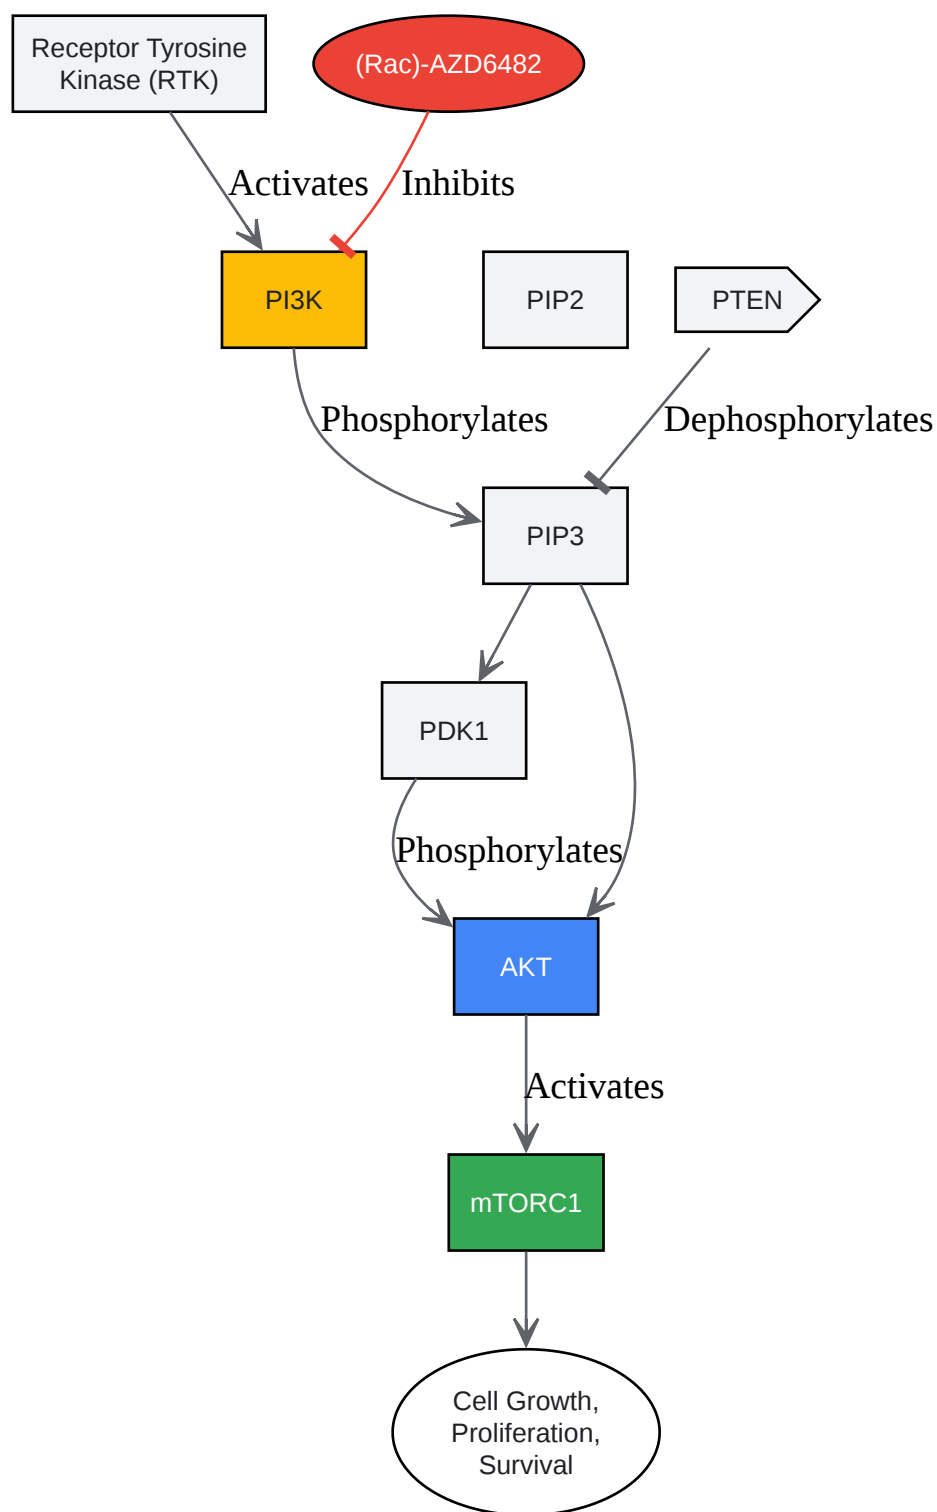 Receptor Tyrosine
Kinase (RTK)
(Rac)-AZD6482
Activates
Inhibits
PI3K
PIP2
PTEN
Phosphorylates
Dephosphorylates
PIP3
PDK1
Phosphorylates
AKT
Activates
mTORC1
Cell Growth,
Proliferation,
Survival